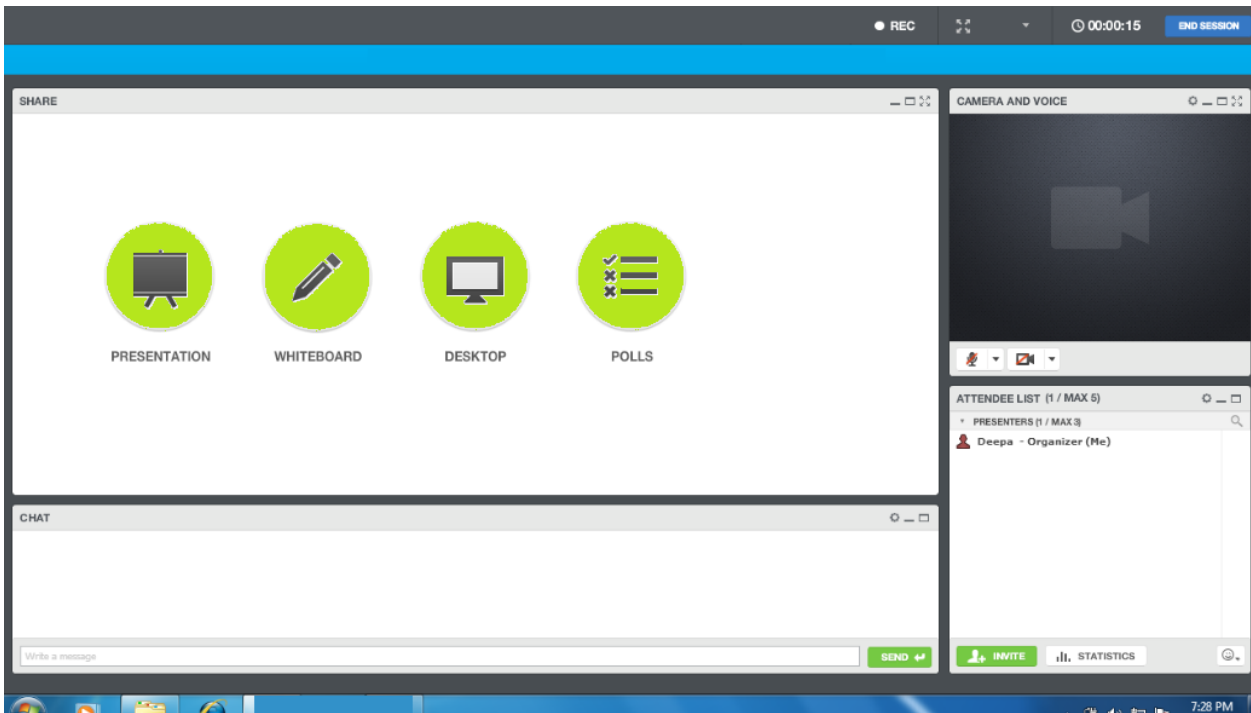 REC
00:00:15
END SESSION
SHARE
CAMERA AND VOICE
PRESENTATION
WHITEBOARD
DESKTOP
POLLS
ATTENDEE LIST (1 / MAX 5)
PRESENTERS (1 / MAX 3)
Deepa - Organizer (Me)
CHAT
Write a message
SEND
INVITE
STATISTICS
7:28 PM